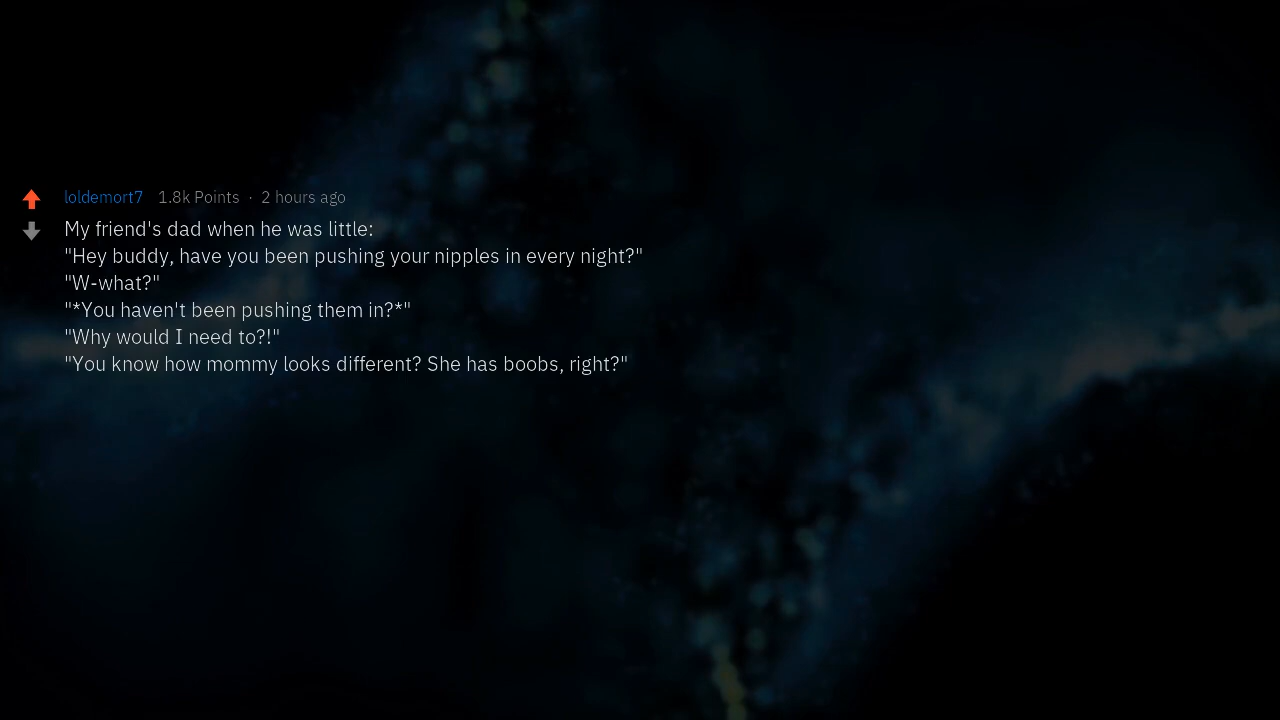 loldemort7 1.8k Points · 2 hours ago
My friend's dad when he was little:
"Hey buddy, have you been pushing your nipples in every night?"
"W-what?"
"*You haven't been pushing them in?*"
"Why would I need to?!"
"You know how mommy looks different? She has boobs, right?"